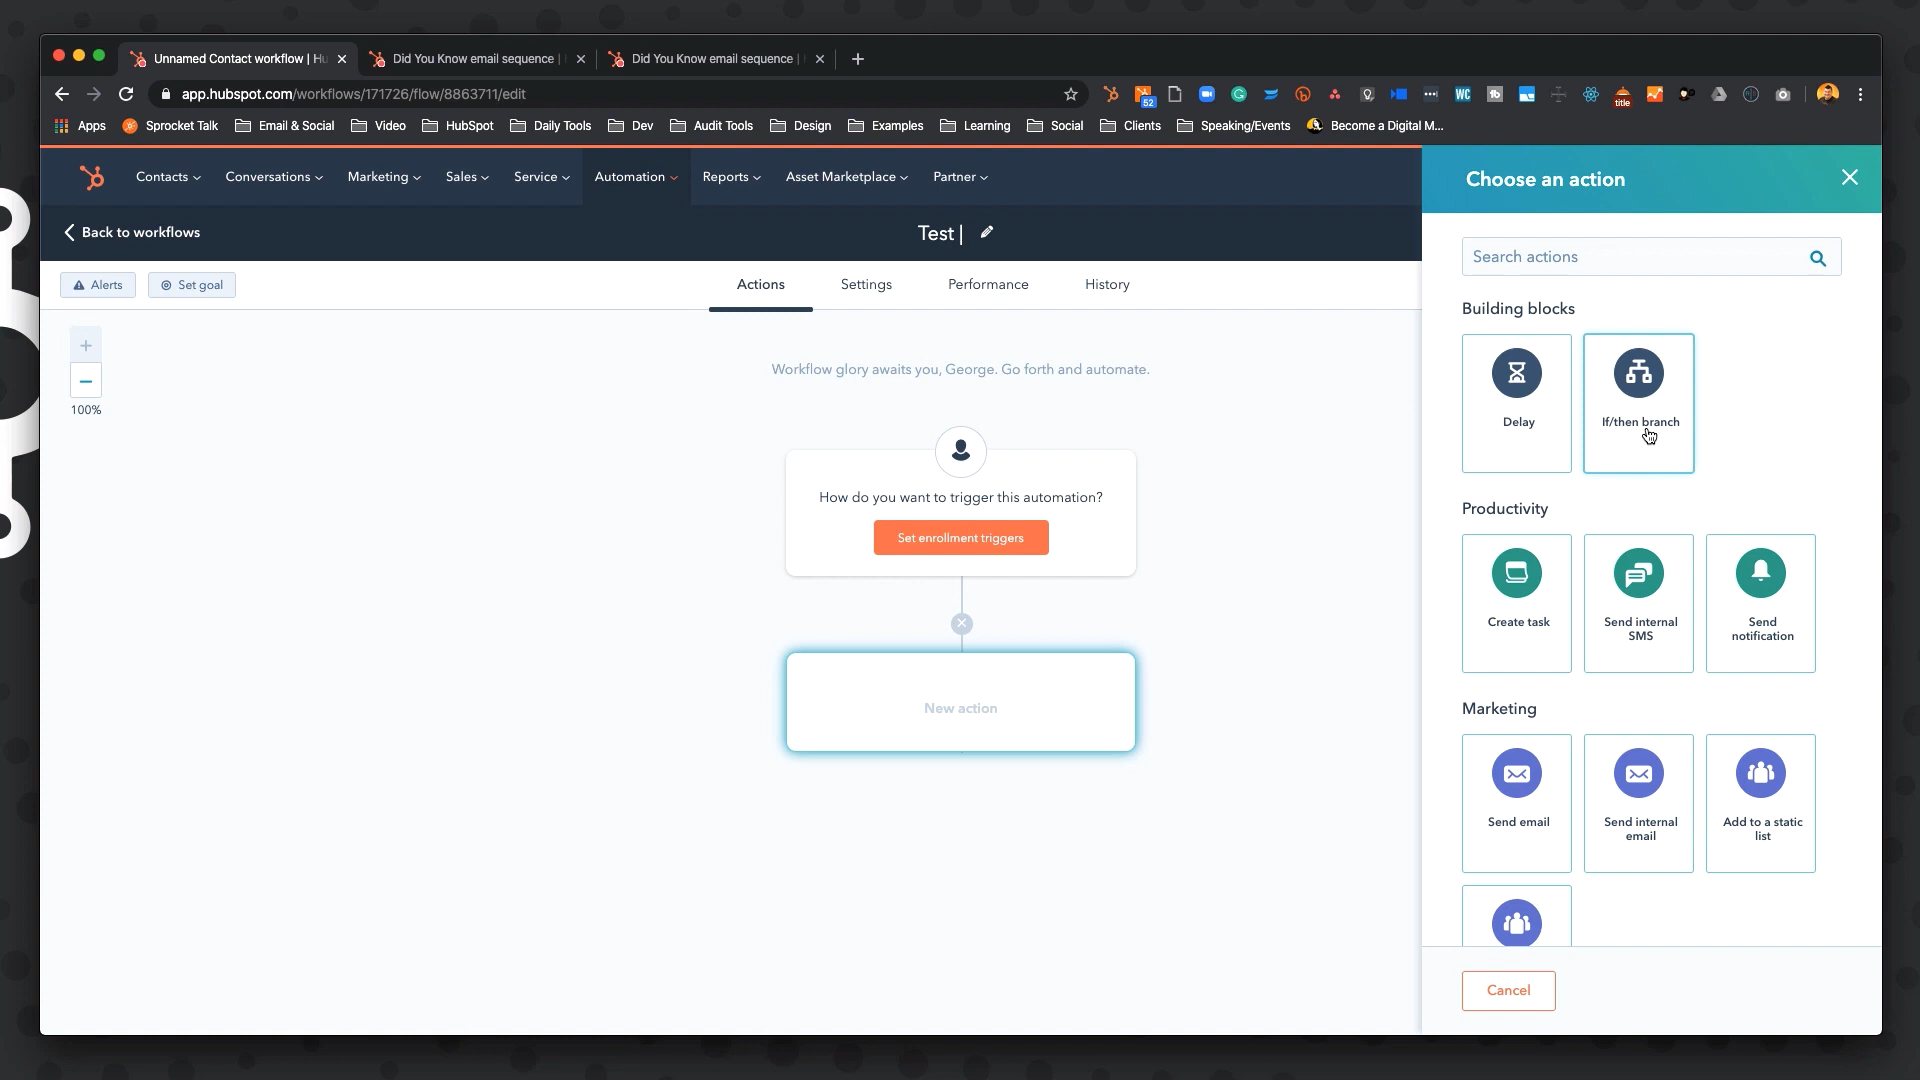 Unnamed Contact workflow | Hu
Did You Know email sequence |
Did You Know email sequence |
app.hubspot.com/workflows/171726/flow/8863711/edit
52
WC
title
Apps
Sprocket Talk
Email & Social
Video
HubSpot
Daily Tools
Dev
Audit Tools
Design
Examples
Learning
Social
Clients
Speaking/Events
Become a Digital M...
Contacts
Conversations
Marketing
Sales
Service
Automation
Reports
Asset Marketplace
Partner
Back to workflows
Test |
Alerts
Set goal
Actions
Settings
Performance
History
100%
Workflow glory awaits you, George. Go forth and automate.
How do you want to trigger this automation?
Set enrollment triggers
New action
Choose an action
Search actions
Building blocks
Delay
If/then branch
Productivity
Create task
Send internal
SMS
Send
notification
Marketing
Send email
Send internal
email
Add to a static
list
Cancel